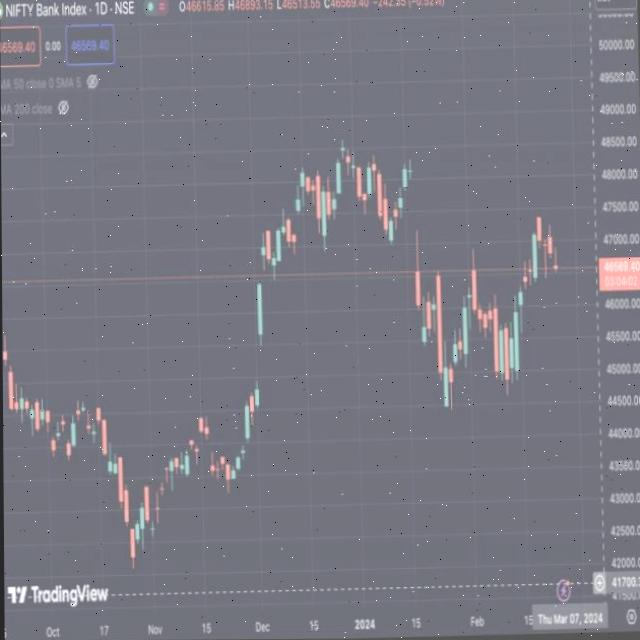 NIFTY Bank Index · 1D · NSE
O46615.85 H46893.15 L46513.55 C46569.40 −242.35 (−0.52%)
46569.40 0.00 46569.40
MA 50 close 0 SMA 5
MA 200 close
50000.00
49500.00
49000.00
48500.00
48000.00
47500.00
47000.00
46569.40
03:04:02
46000.00
45500.00
45000.00
44500.00
44000.00
43500.00
43000.00
42500.00
42000.00
41700.
TradingView
Oct 17 Nov 15 Dec 15 2024 15 Feb 15 Thu Mar 07, 2024